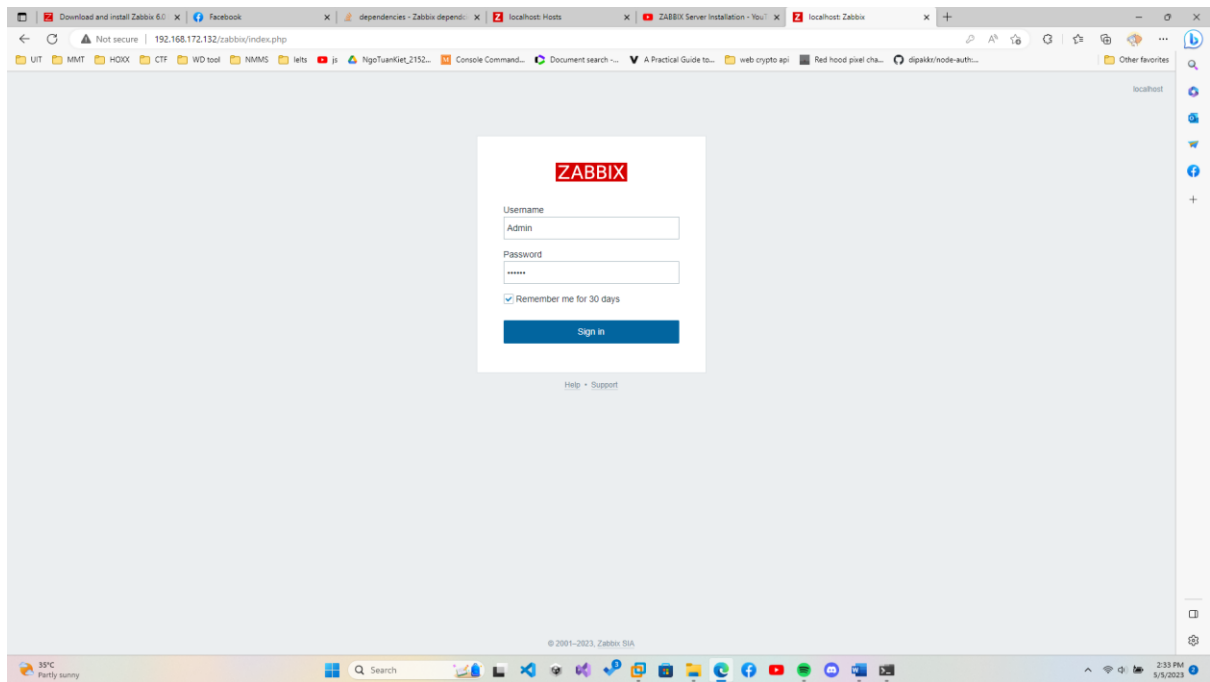 Download and install Zabbix 6.0
Facebook
dependencies - Zabbix depend
localhost: Hosts
ZABBIX Server Installation - You
localhost: Zabbix
Not secure | 192.168.172.132/zabbix/index.php
UIT MMT HOXX CTF WD tool NMMS Ielts js NgoTuanKiet_2152... Console Command... Document search -... A Practical Guide to... web crypto api Red hood pixel cha... dipakkr/node-auth:... Other favorites
localhost
ZABBIX
Username
Admin
Password
••••••
Remember me for 30 days
Sign in
Help • Support
© 2001–2023, Zabbix SIA
35°C
Partly sunny
Search
2:33 PM
5/5/2023